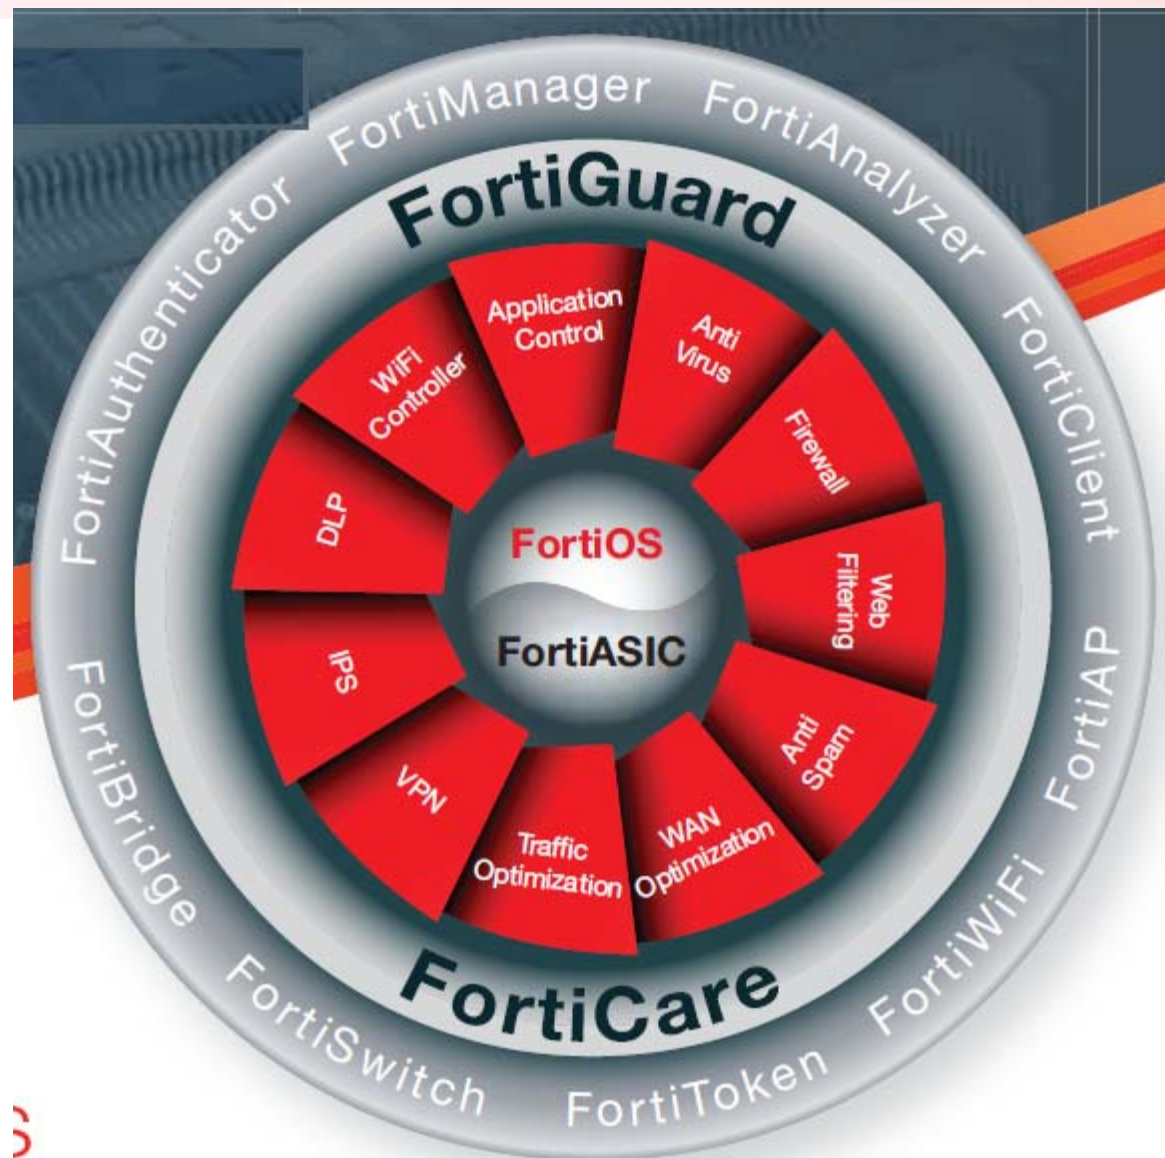 FortiManager
FortiAnalyzer
FortiClient
FortiAP
FortiWiFi
FortiToken
FortiSwitch
FortiBridge
FortiAuthenticator
FortiGuard
Application
Control
Anti
Virus
Firewall
Web
Filtering
Anti
Spam
WAN
Optimization
Traffic
Optimization
VPN
IPS
DLP
WiFi
Controller
FortiOS
FortiASIC
FortiCare
S